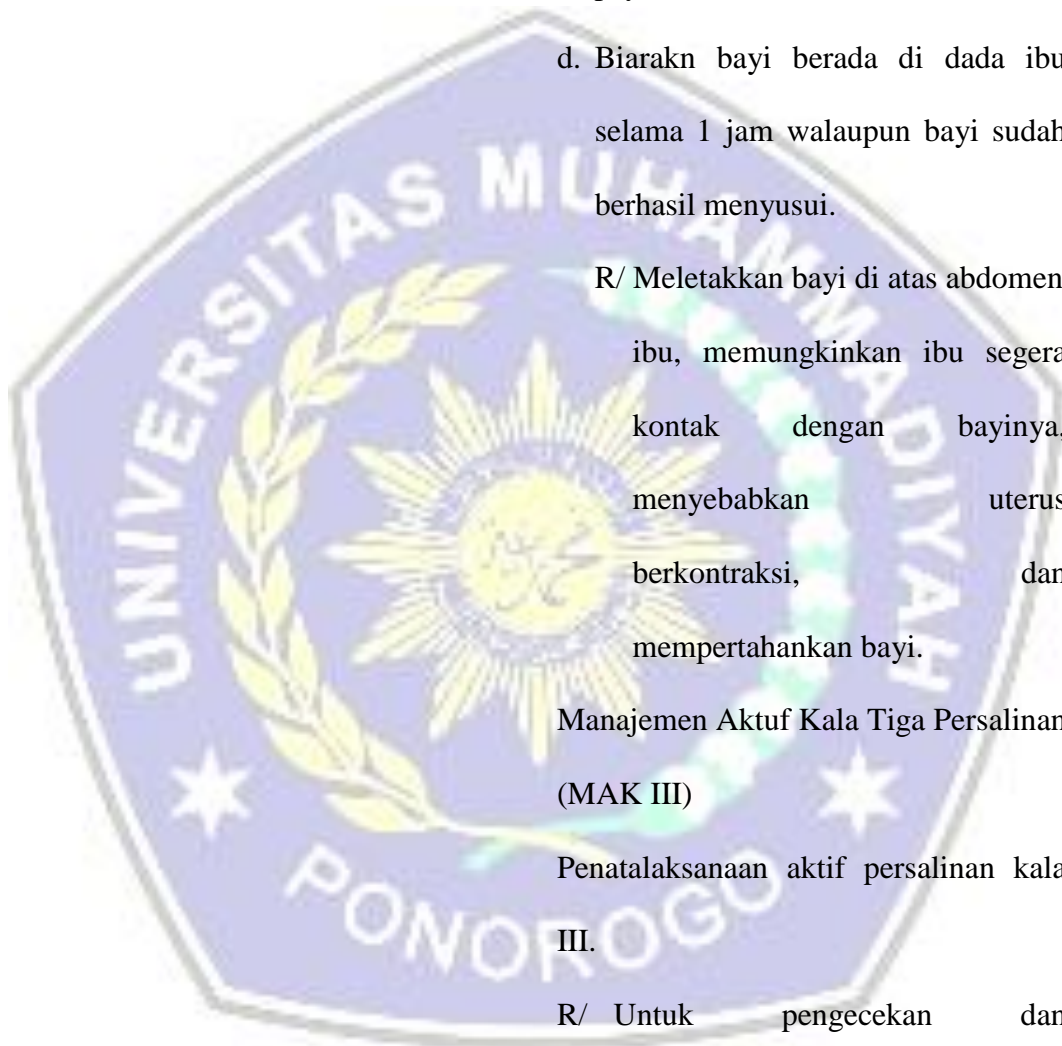 d. Biarakn bayi berada di dada ibu
selama 1 jam walaupun bayi sudah
berhasil menyusui.
R/ Meletakkan bayi di atas abdomen
ibu, memungkinkan ibu segera
kontak dengan bayinya,
menyebabkan uterus
berkontraksi, dan
mempertahankan bayi.
Manajemen Aktuf Kala Tiga Persalinan
(MAK III)
Penatalaksanaan aktif persalinan kala
III.
R/ Untuk pengecekan dan
UNIVERSITAS MUHAMMADIYAH
PONOROGO